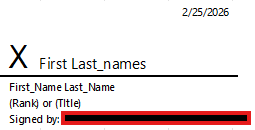 2/25/2026
X First Last_names
First_Name Last_Name
(Rank) or (Title)
Signed by: